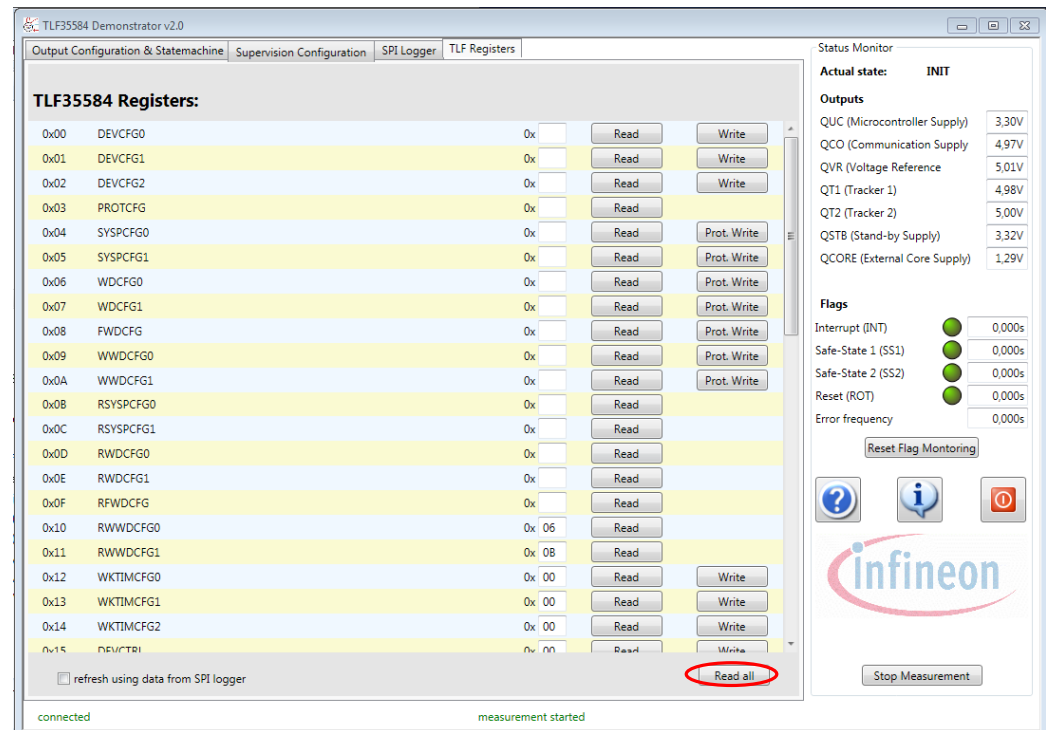 TLF35584 Demonstrator v2.0
Output Configuration & Statemachine Supervision Configuration SPI Logger TLF Registers
TLF35584 Registers:
0x00 DEVCFG0 0x Read Write
0x01 DEVCFG1 0x Read Write
0x02 DEVCFG2 0x Read Write
0x03 PROTCFG 0x Read
0x04 SYSPCFG0 0x Read Prot. Write
0x05 SYSPCFG1 0x Read Prot. Write
0x06 WDCFG0 0x Read Prot. Write
0x07 WDCFG1 0x Read Prot. Write
0x08 FWDCFG 0x Read Prot. Write
0x09 WWDCFG0 0x Read Prot. Write
0x0A WWDCFG1 0x Read Prot. Write
0x0B RSYSPCFG0 0x Read
0x0C RSYSPCFG1 0x Read
0x0D RWDCFG0 0x Read
0x0E RWDCFG1 0x Read
0x0F RFWDCFG 0x Read
0x10 RWWDCFG0 0x 06 Read
0x11 RWWDCFG1 0x 0B Read
0x12 WKTIMCFG0 0x 00 Read Write
0x13 WKTIMCFG1 0x 00 Read Write
0x14 WKTIMCFG2 0x 00 Read Write
0x15 DEVCTRL 0x 00 Read Write
refresh using data from SPI logger Read all
Status Monitor
Actual state: INIT
Outputs
QUC (Microcontroller Supply) 3,30V
QCO (Communication Supply 4,97V
QVR (Voltage Reference 5,01V
QT1 (Tracker 1) 4,98V
QT2 (Tracker 2) 5,00V
QSTB (Stand-by Supply) 3,32V
QCORE (External Core Supply) 1,29V
Flags
Interrupt (INT) 0,000s
Safe-State 1 (SS1) 0,000s
Safe-State 2 (SS2) 0,000s
Reset (ROT) 0,000s
Error frequency 0,000s
Reset Flag Montoring
infineon
Stop Measurement
connected measurement started